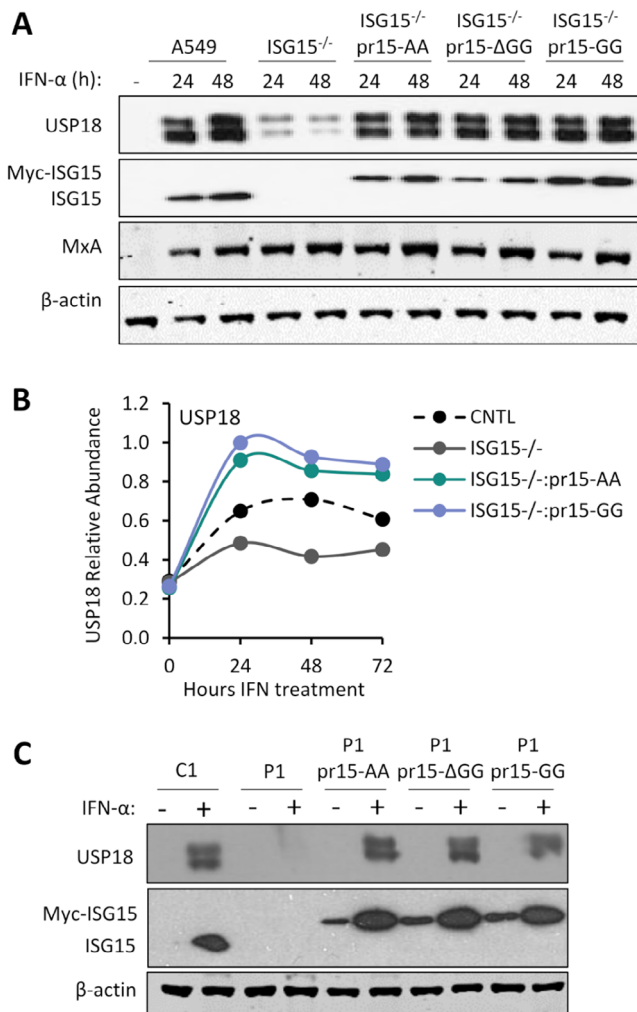 A
A549 ISG15-/- ISG15-/- pr15-AA ISG15-/- pr15-ΔGG ISG15-/- pr15-GG
IFN-α (h): - 24 48 24 48 24 48 24 48 24 48
USP18
Myc-ISG15
ISG15
MxA
β-actin
B
USP18
1.2
1.0
0.8
0.6
0.4
0.2
0.0
USP18 Relative Abundance
0 24 48 72
Hours IFN treatment
CNTL
ISG15-/-
ISG15-/-:pr15-AA
ISG15-/-:pr15-GG
C
C1 P1 P1 pr15-AA P1 pr15-ΔGG P1 pr15-GG
IFN-α: - + - + - + - + - +
USP18
Myc-ISG15
ISG15
β-actin